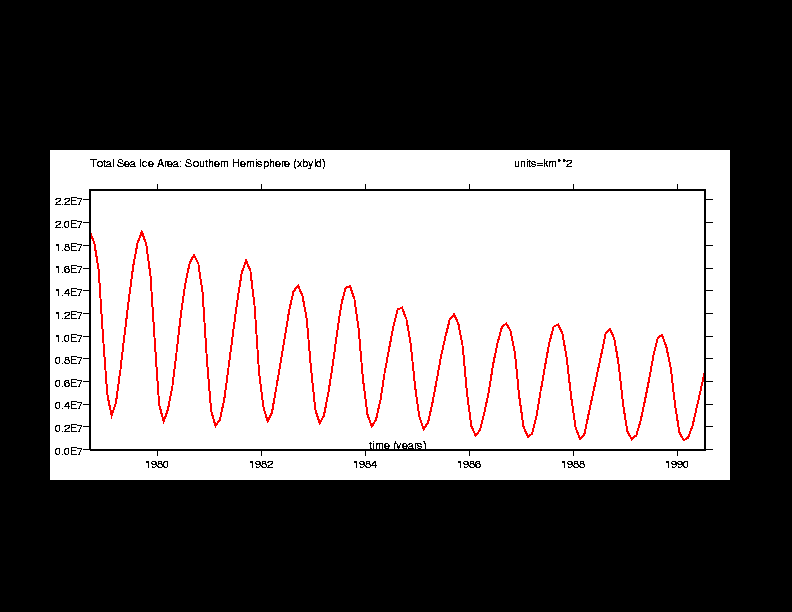 Total Sea Ice Area: Southern Hemisphere (xbyld) units=km**2
2.2E7
2.0E7
1.8E7
1.6E7
1.4E7
1.2E7
1.0E7
0.8E7
0.6E7
0.4E7
0.2E7
0.0E7
time (years)
1980 1982 1984 1986 1988 1990